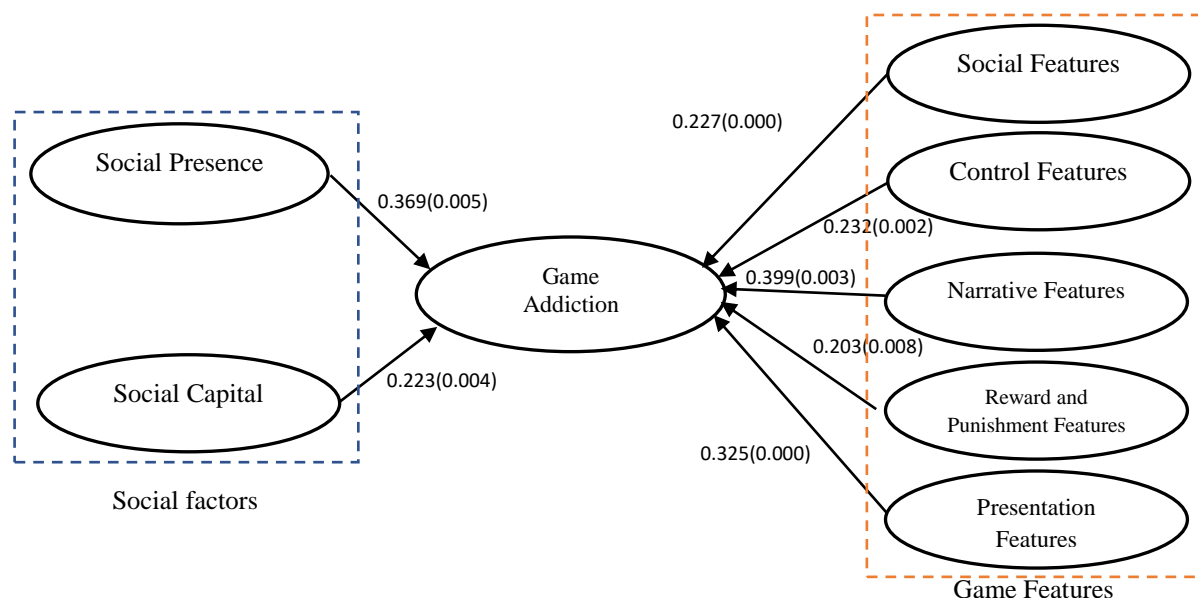 Social Features
0.227(0.000)
Social Presence
Control Features
0.369(0.005)
0.232(0.002)
Game
Addiction
0.399(0.003)
Narrative Features
0.203(0.008)
Social Capital
0.223(0.004)
Reward and
Punishment Features
0.325(0.000)
Social factors
Presentation
Features
Game Features